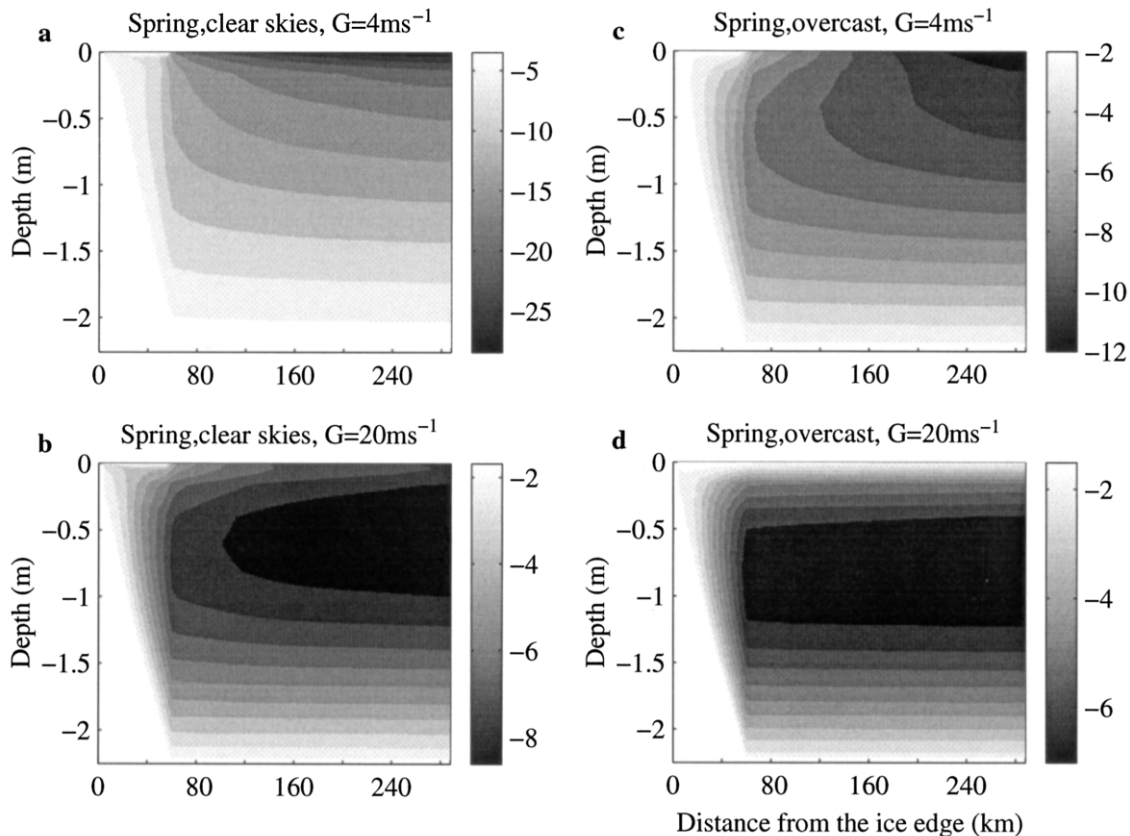 a
Spring,clear skies, G=4ms⁻¹
0
−0.5
−1
−1.5
−2
Depth (m)
0 80 160 240
−5
−10
−15
−20
−25
c
Spring,overcast, G=4ms⁻¹
0
−0.5
−1
−1.5
−2
Depth (m)
0 80 160 240
−2
−4
−6
−8
−10
−12
b
Spring,clear skies, G=20ms⁻¹
0
−0.5
−1
−1.5
−2
Depth (m)
0 80 160 240
−2
−4
−6
−8
d
Spring,overcast, G=20ms⁻¹
0
−0.5
−1
−1.5
−2
Depth (m)
0 80 160 240
Distance from the ice edge (km)
−2
−4
−6